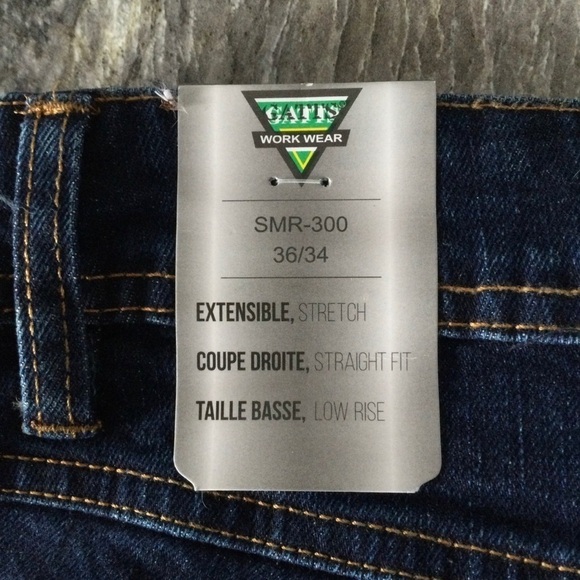 GATTS
WORK WEAR
SMR-300
36/34
EXTENSIBLE, STRETCH
COUPE DROITE, STRAIGHT FIT
TAILLE BASSE, LOW RISE